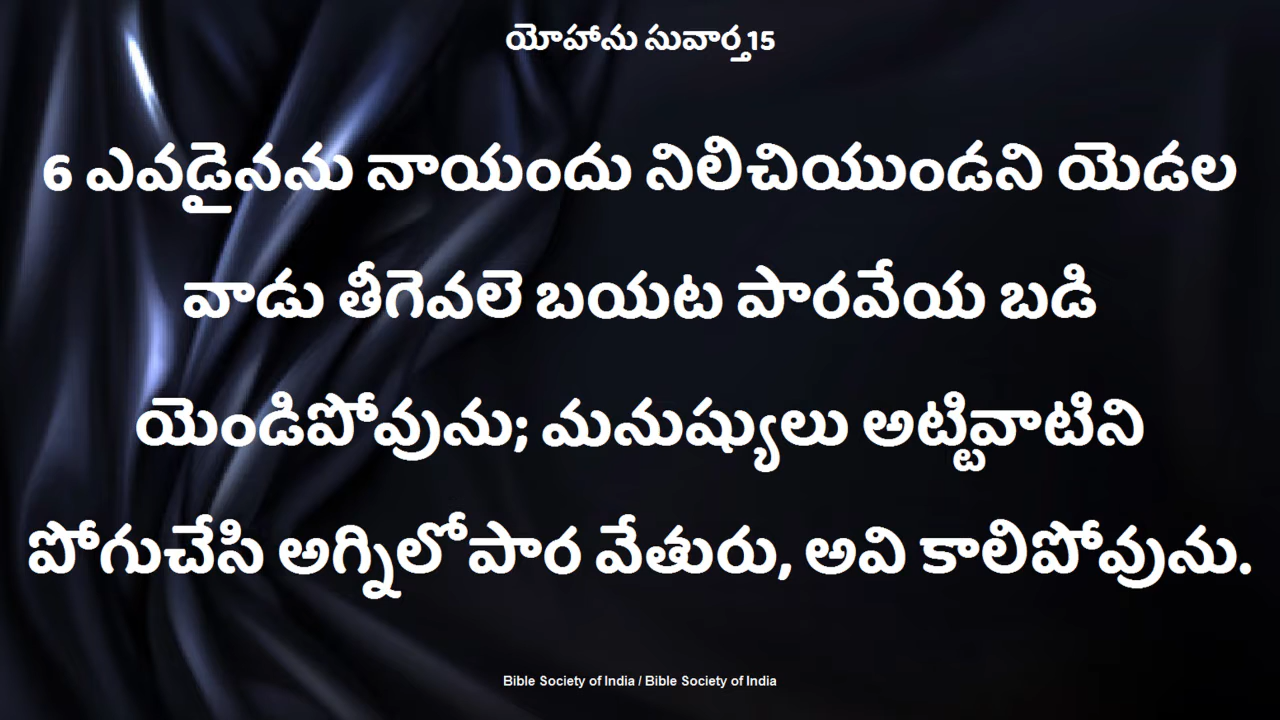 యోహాను సువార్త 15
6 ఎవడైనను నాయందు నిలిచియుండని యెడల
వాడు తీగెవలె బయట పారవేయ బడి
యెండిపోవును; మనుష్యులు అట్టివాటిని
పోగుచేసి అగ్నిలోపార వేతురు, అవి కాలిపోవును.
Bible Society of India / Bible Society of India